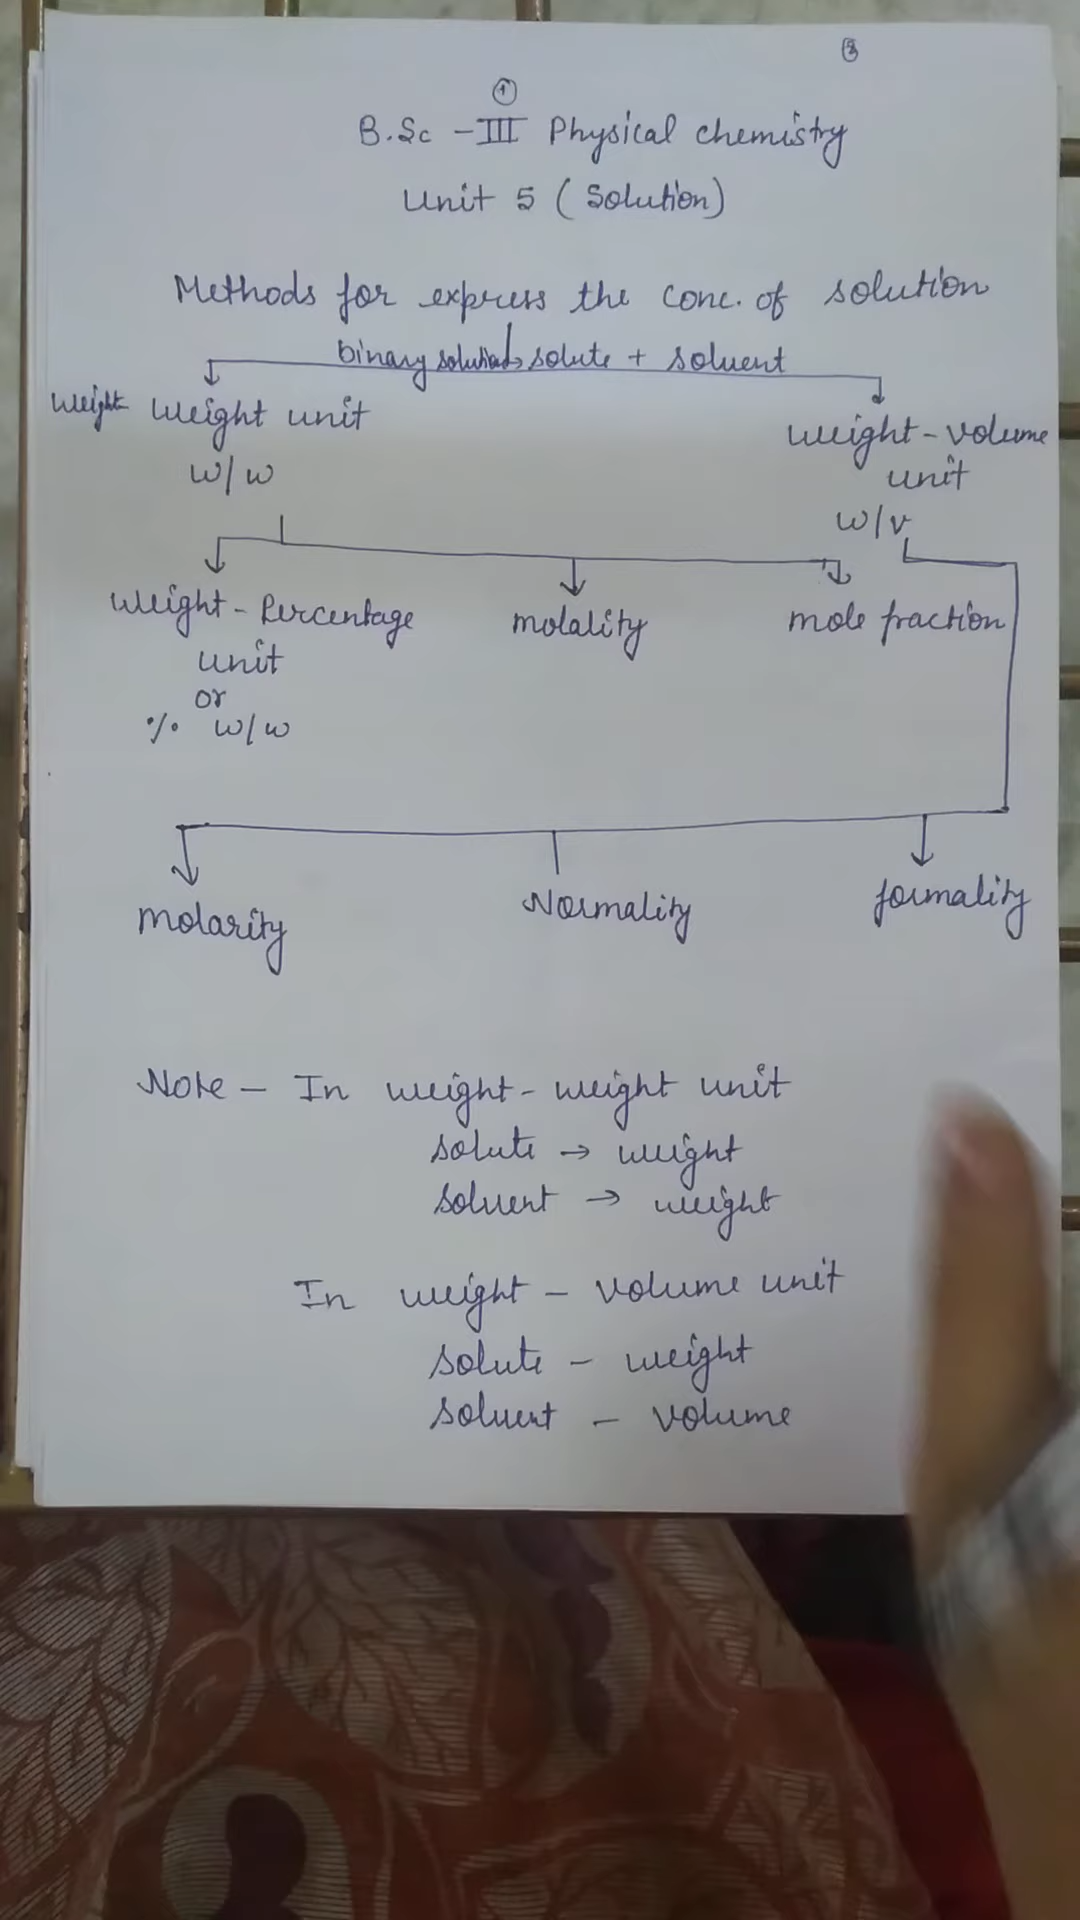 ③
①
B.Sc - III Physical chemistry
Unit 5 (Solution)
Methods for express the conc. of solution
binary solution → solute + solvent
Weight Weight unit
w/w
weight - volume
unit
w/v
Weight - Percentage
unit
or
% w/w
molality
mole fraction
Molarity
Normality
formality
Note - In weight - weight unit
solute → weight
solvent → weight
In weight - volume unit
solute - weight
solvent - volume